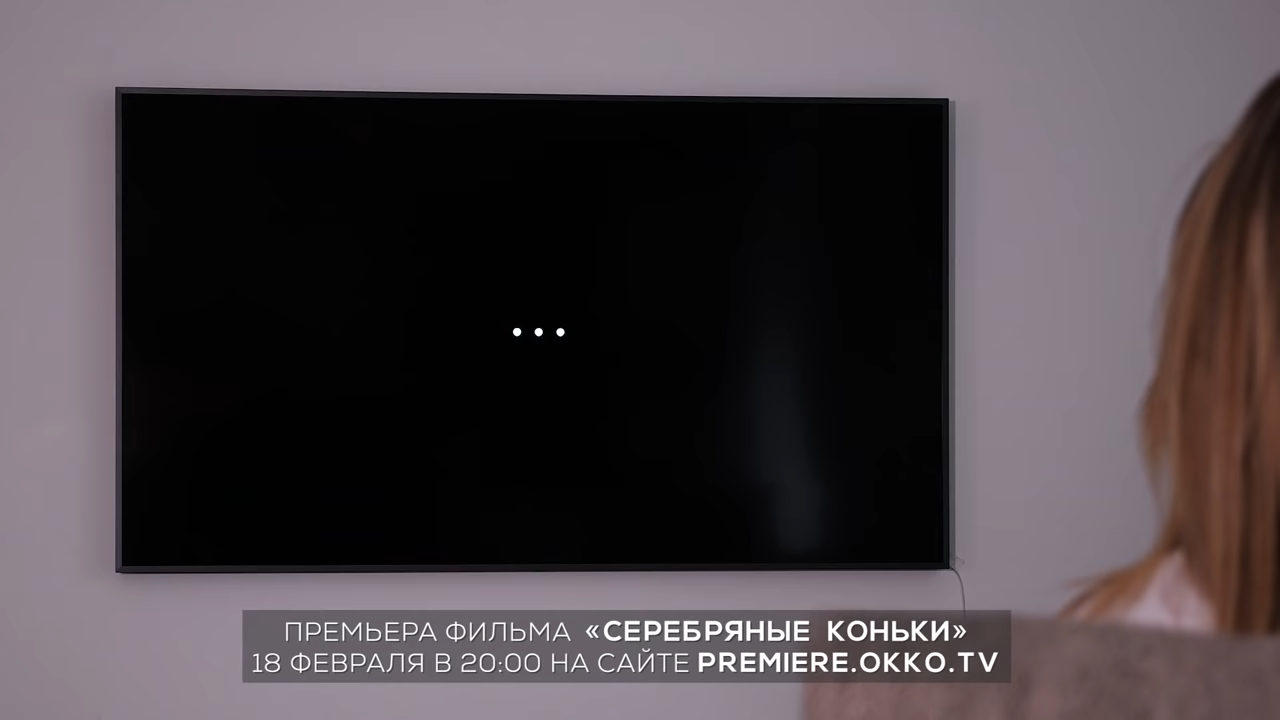 ПРЕМЬЕРА ФИЛЬМА «СЕРЕБРЯНЫЕ КОНЬКИ»
18 ФЕВРАЛЯ В 20:00 НА САЙТЕ PREMIERE.OKKO.TV